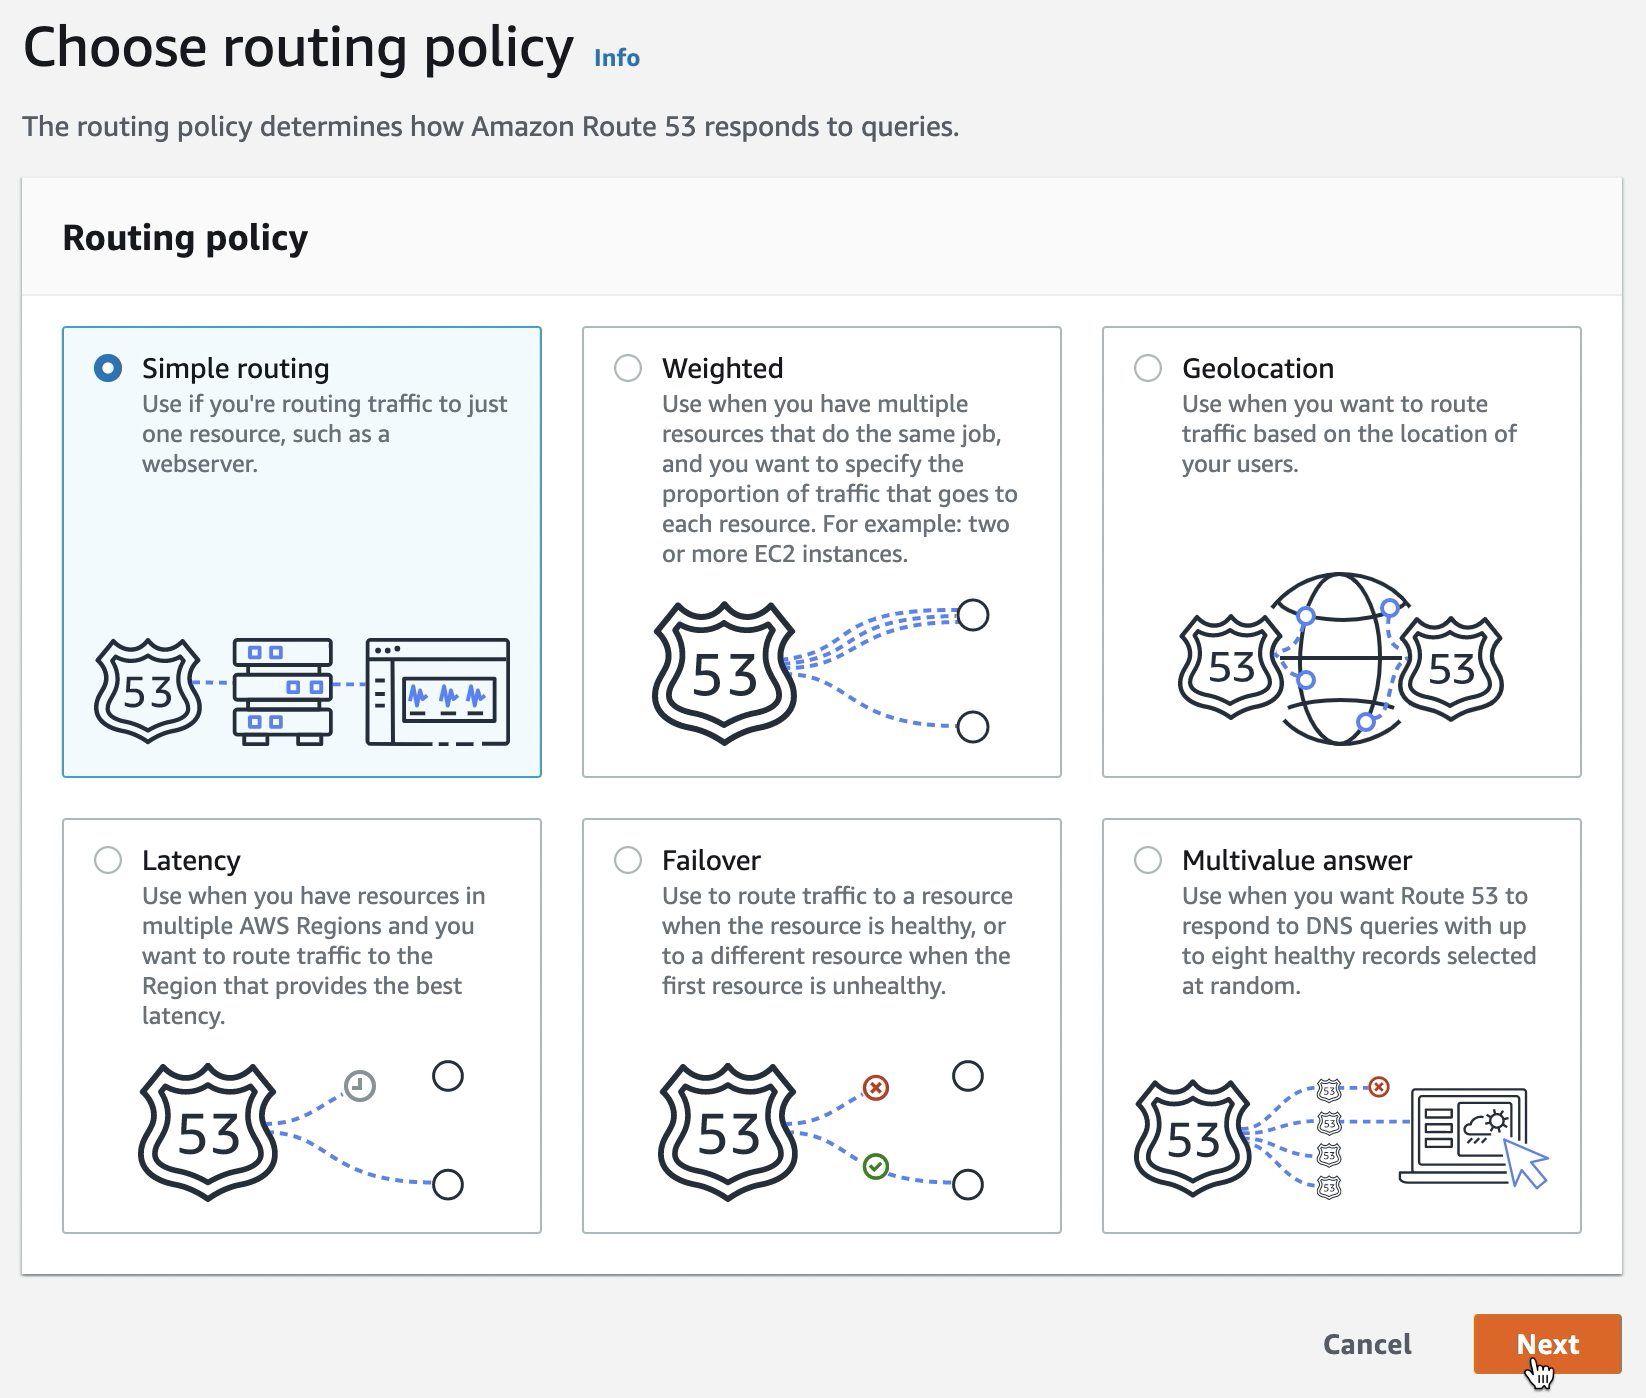 Choose routing policy Info
The routing policy determines how Amazon Route 53 responds to queries.
Routing policy
Simple routing
Use if you're routing traffic to just
one resource, such as a
webserver.
53
Weighted
Use when you have multiple
resources that do the same job,
and you want to specify the
proportion of traffic that goes to
each resource. For example: two
or more EC2 instances.
53
Geolocation
Use when you want to route
traffic based on the location of
your users.
53
53
Latency
Use when you have resources in
multiple AWS Regions and you
want to route traffic to the
Region that provides the best
latency.
53
Failover
Use to route traffic to a resource
when the resource is healthy, or
to a different resource when the
first resource is unhealthy.
53
Multivalue answer
Use when you want Route 53 to
respond to DNS queries with up
to eight healthy records selected
at random.
53
53
53
53
53
Cancel
Next